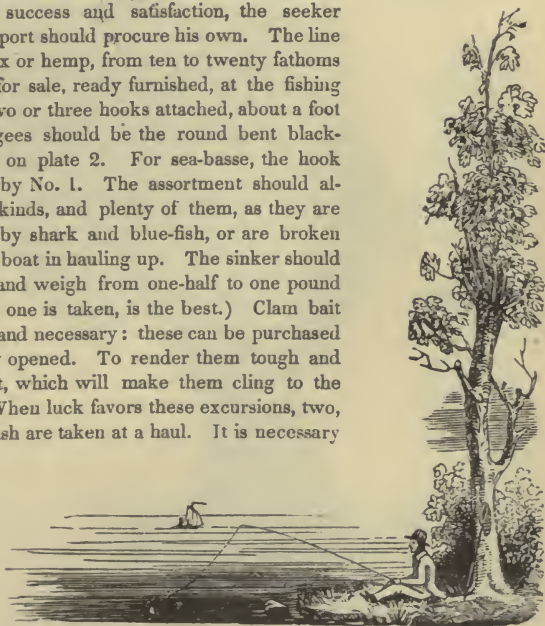 success and satisfaction, the seeker
port should procure his own. The line
x or hemp, from ten to twenty fathoms
for sale, ready furnished, at the fishing
vo or three hooks attached, about a foot
gees should be the round bent black-
on plate 2. For sea-basse, the hook
by No. 1. The assortment should al-
kinds, and plenty of them, as they are
by shark and blue-fish, or are broken
boat in hauling up. The sinker should
and weigh from one-half to one pound
one is taken, is the best.) Clam bait
and necessary: these can be purchased
opened. To render them tough and
t, which will make them cling to the
When luck favors these excursions, two,
sh are taken at a haul. It is necessary